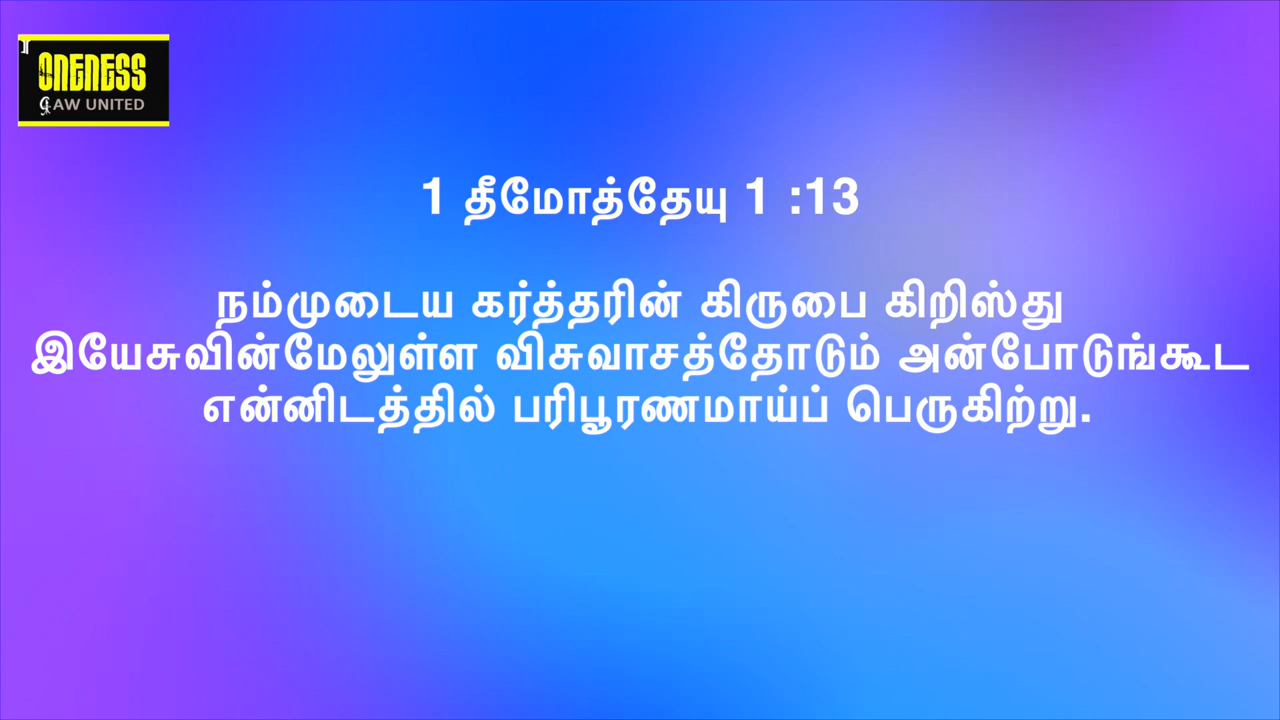 ONENESS
LAW UNITED
1 தீமோத்தேயு 1 :13
நம்முடைய கர்த்தரின் கிருபை கிறிஸ்து
இயேசுவின்மேலுள்ள விசுவாசத்தோடும் அன்போடுங்கூட
என்னிடத்தில் பரிபூரணமாய்ப் பெருகிற்று.